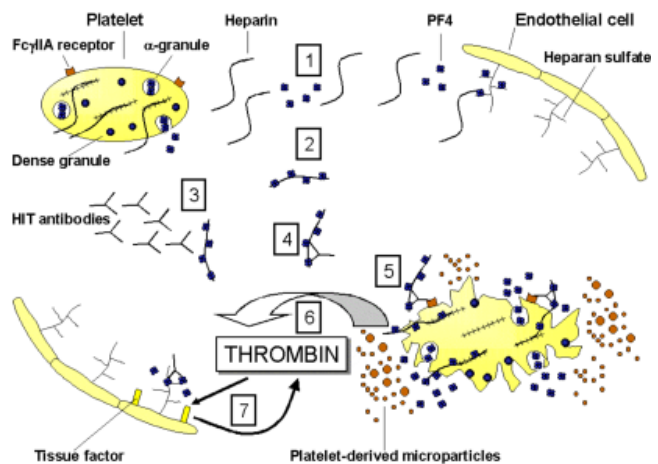 Platelet
Heparin
PF4
Endothelial cell
FcγIIA receptor
α-granule
Heparan sulfate
1
Dense granule
2
3
HIT antibodies
4
5
6
THROMBIN
7
Tissue factor
Platelet-derived microparticles